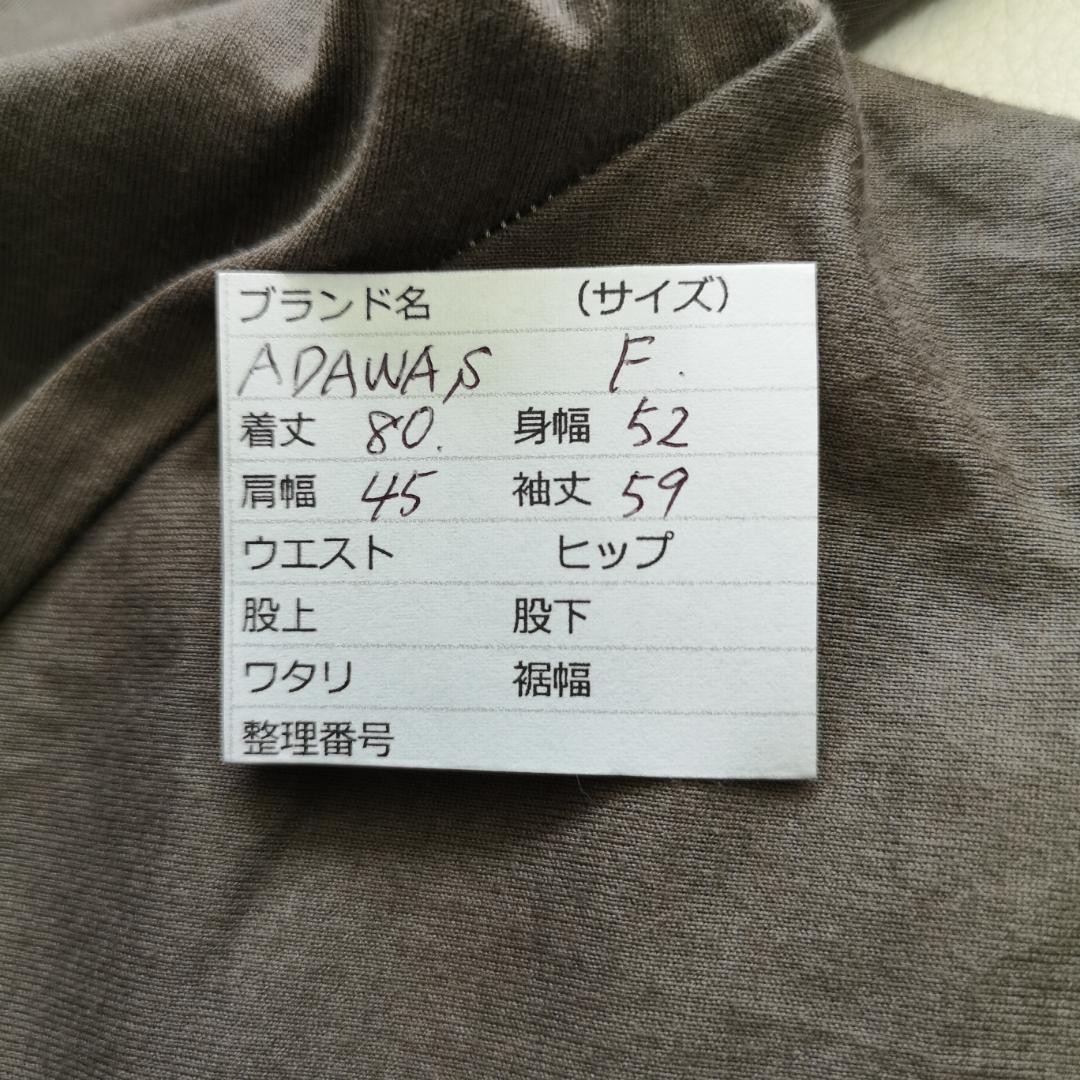 ブランド名 (サイズ)
ADAWAS F.
着丈 80. 身幅 52
肩幅 45 袖丈 59
ウエスト ヒップ
股上 股下
ワタリ 裾幅
整理番号